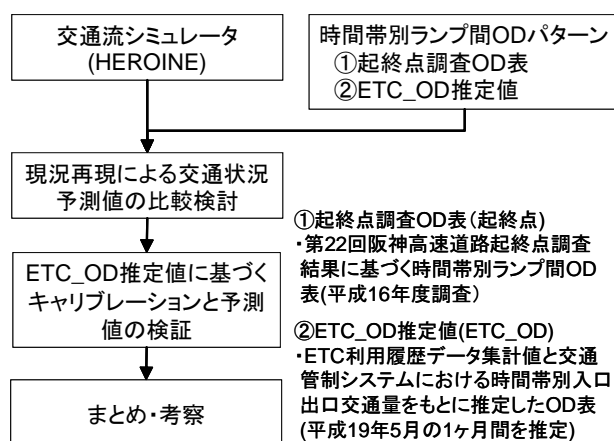 交通流シミュレータ
(HEROINE)
時間帯別ランプ間ODパターン
①起終点調査OD表
②ETC_OD推定値
現況再現による交通状況
予測値の比較検討
ETC_OD推定値に基づく
キャリブレーションと予測
値の検証
まとめ・考察
①起終点調査OD表(起終点)
・第22回阪神高速道路起終点調査
結果に基づく時間帯別ランプ間OD
表(平成16年度調査)
②ETC_OD推定値(ETC_OD)
・ETC利用履歴データ集計値と交通
管制システムにおける時間帯別入口
出口交通量をもとに推定したOD表
(平成19年5月の1ヶ月間を推定)